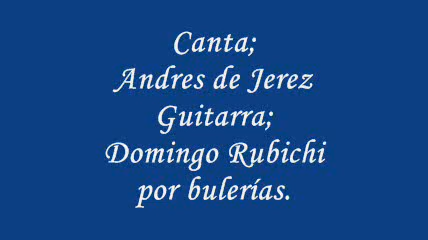 Canta;
Andres de Jerez
Guitarra;
Domingo Rubichi
por bulerías.